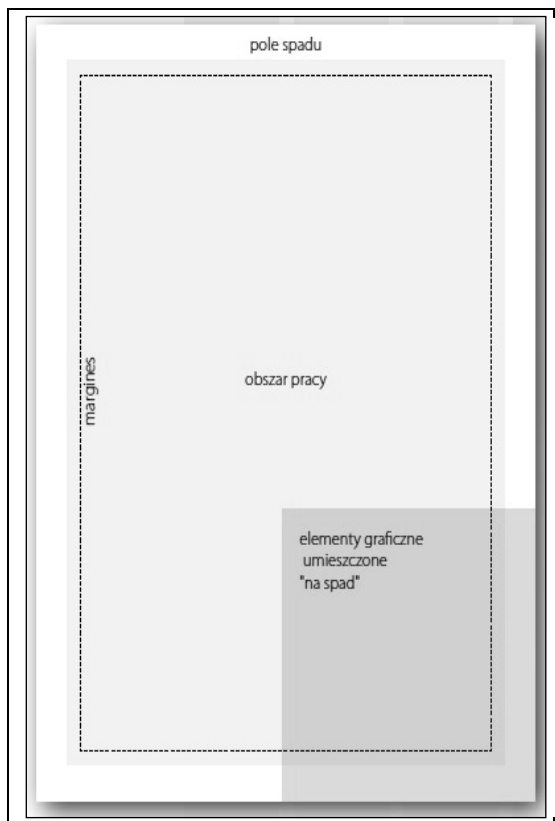 pole spadu
margines
obszar pracy
elementy graficzne
umieszczone
"na spad"